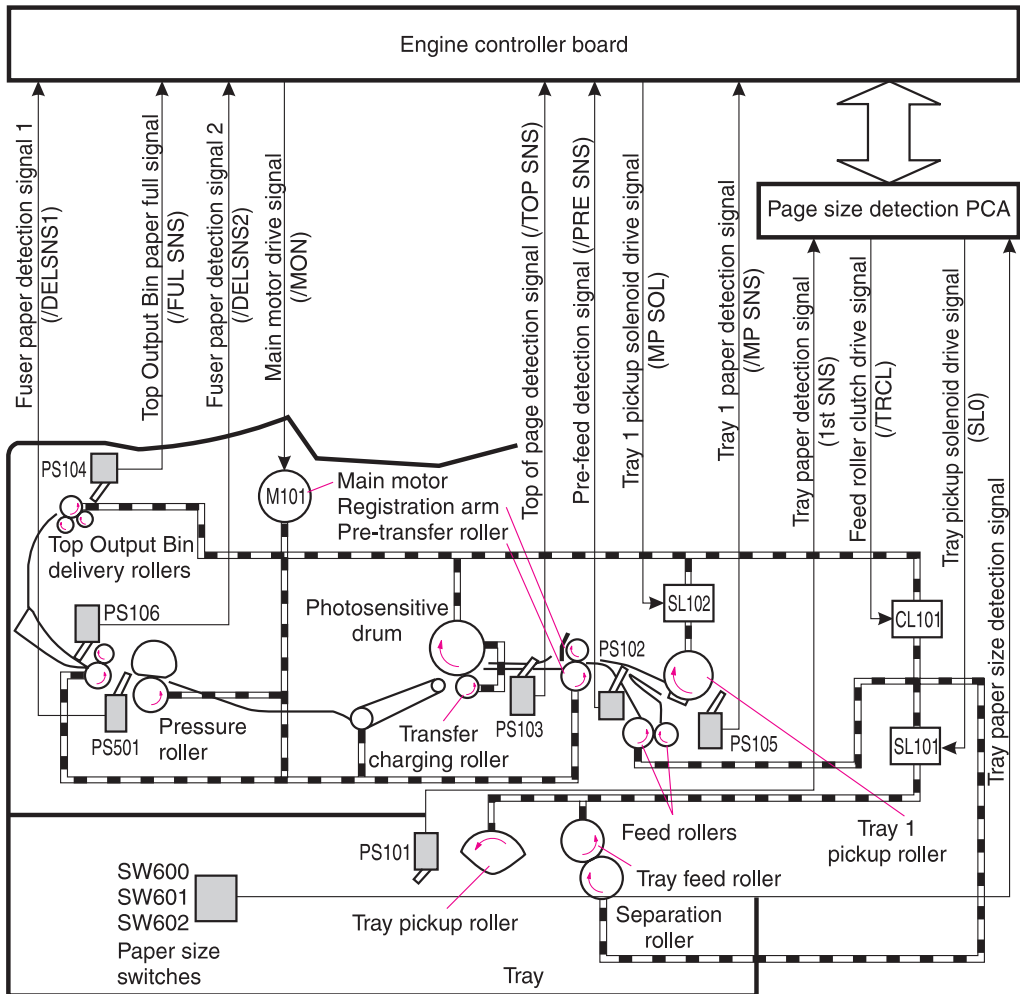 Engine controller board
Page size detection PCA
Fuser paper detection signal 1
(/DELSNS1)
Top Output Bin paper full signal
(/FUL SNS)
Fuser paper detection signal 2
(/DELSNS2)
Main motor drive signal
(/MON)
Top of page detection signal (/TOP SNS)
Pre-feed detection signal (/PRE SNS)
Tray 1 pickup solenoid drive signal
(MP SOL)
Tray 1 paper detection signal
(/MP SNS)
Tray paper detection signal
(1st SNS)
Feed roller clutch drive signal
(/TRCL)
Tray pickup solenoid drive signal
(SL0)
Tray paper size detection signal
PS104
M101
Main motor
Registration arm
Pre-transfer roller
Top Output Bin
delivery rollers
PS106
Photosensitive
drum
SL102
CL101
PS102
PS501
Pressure
roller
Transfer
charging roller
PS103
PS105
SL101
Feed rollers
Tray 1
pickup roller
PS101
Tray feed roller
Tray pickup roller
Separation
roller
SW600
SW601
SW602
Paper size
switches
Tray